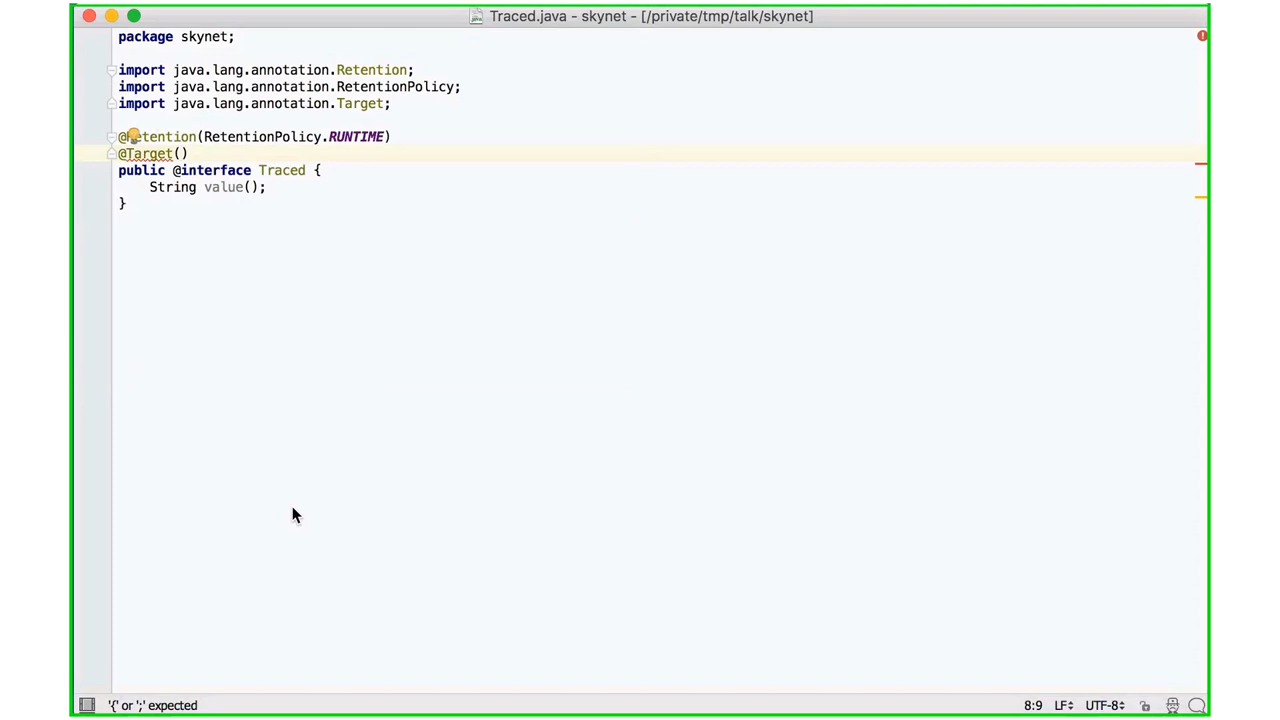 Traced.java - skynet - [/private/tmp/talk/skynet]
package skynet;
import java.lang.annotation.Retention;
import java.lang.annotation.RetentionPolicy;
import java.lang.annotation.Target;
@Retention(RetentionPolicy.RUNTIME)
@Target()
public @interface Traced {
String value();
}
'{' or ';' expected
8:9 LF UTF-8